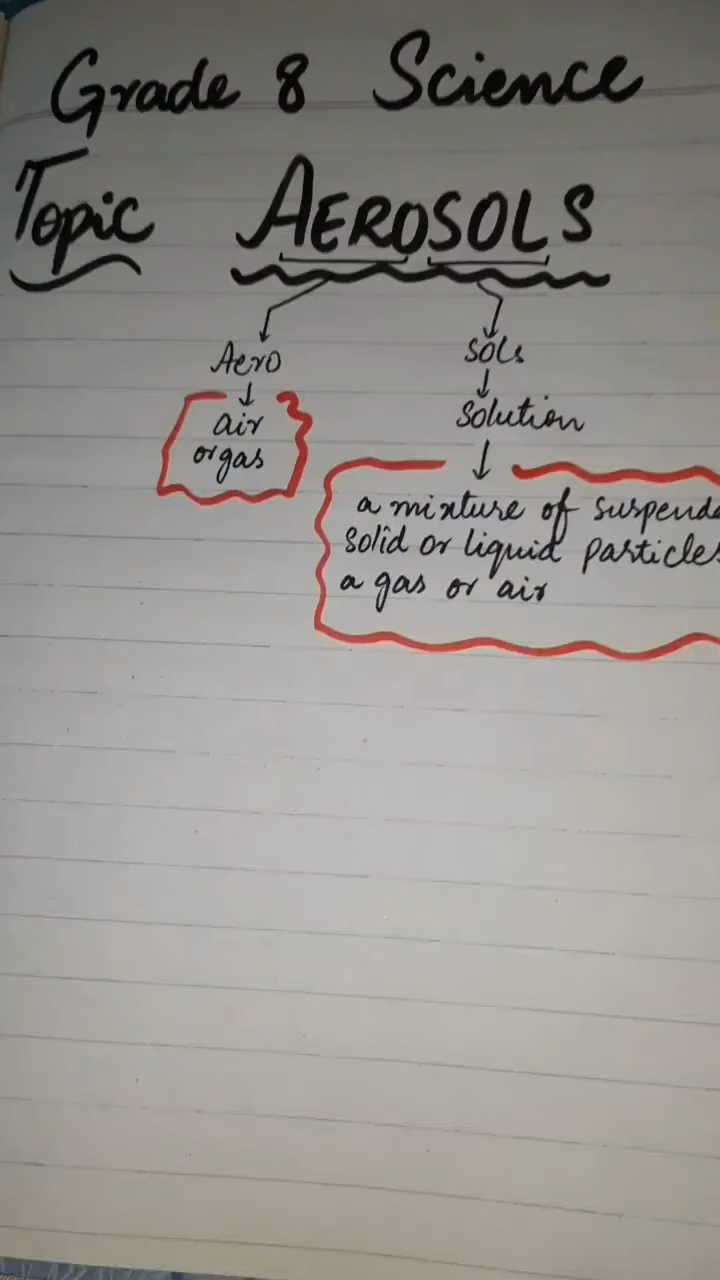 Grade 8 Science
Topic AEROSOLS
Aero sols
air solution
or gas
a mixture of suspende
solid or liquid particles
a gas or air